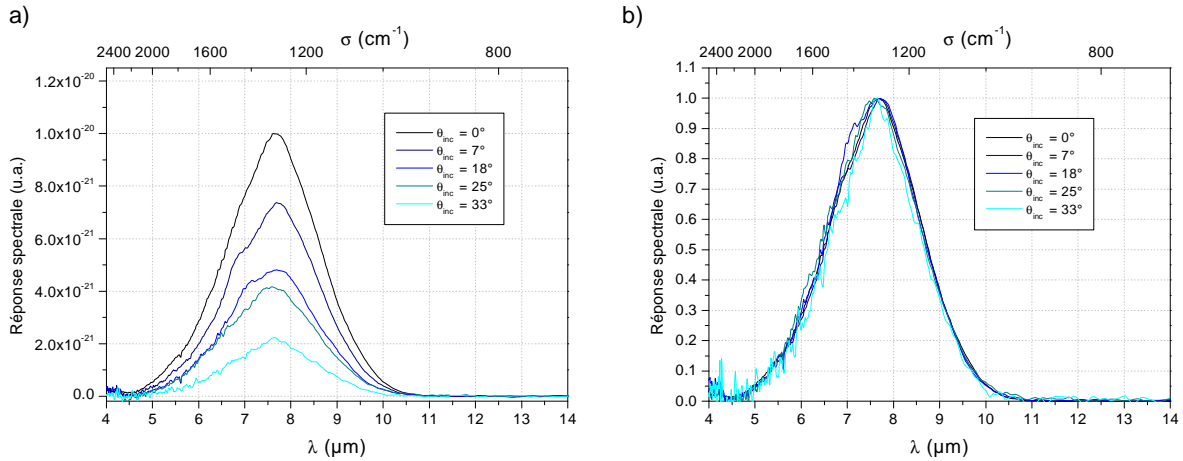 a)
σ (cm⁻¹)
2400 2000 1600 1200 800
1.2x10⁻²⁰
1.0x10⁻²⁰
8.0x10⁻²¹
6.0x10⁻²¹
4.0x10⁻²¹
2.0x10⁻²¹
0.0
Réponse spectrale (u.a.)
θinc = 0°
θinc = 7°
θinc = 18°
θinc = 25°
θinc = 33°
4 5 6 7 8 9 10 11 12 13 14
λ (µm)
b)
σ (cm⁻¹)
2400 2000 1600 1200 800
1.1
1.0
0.9
0.8
0.7
0.6
0.5
0.4
0.3
0.2
0.1
0.0
Réponse spectrale (u.a.)
θinc = 0°
θinc = 7°
θinc = 18°
θinc = 25°
θinc = 33°
4 5 6 7 8 9 10 11 12 13 14
λ (µm)